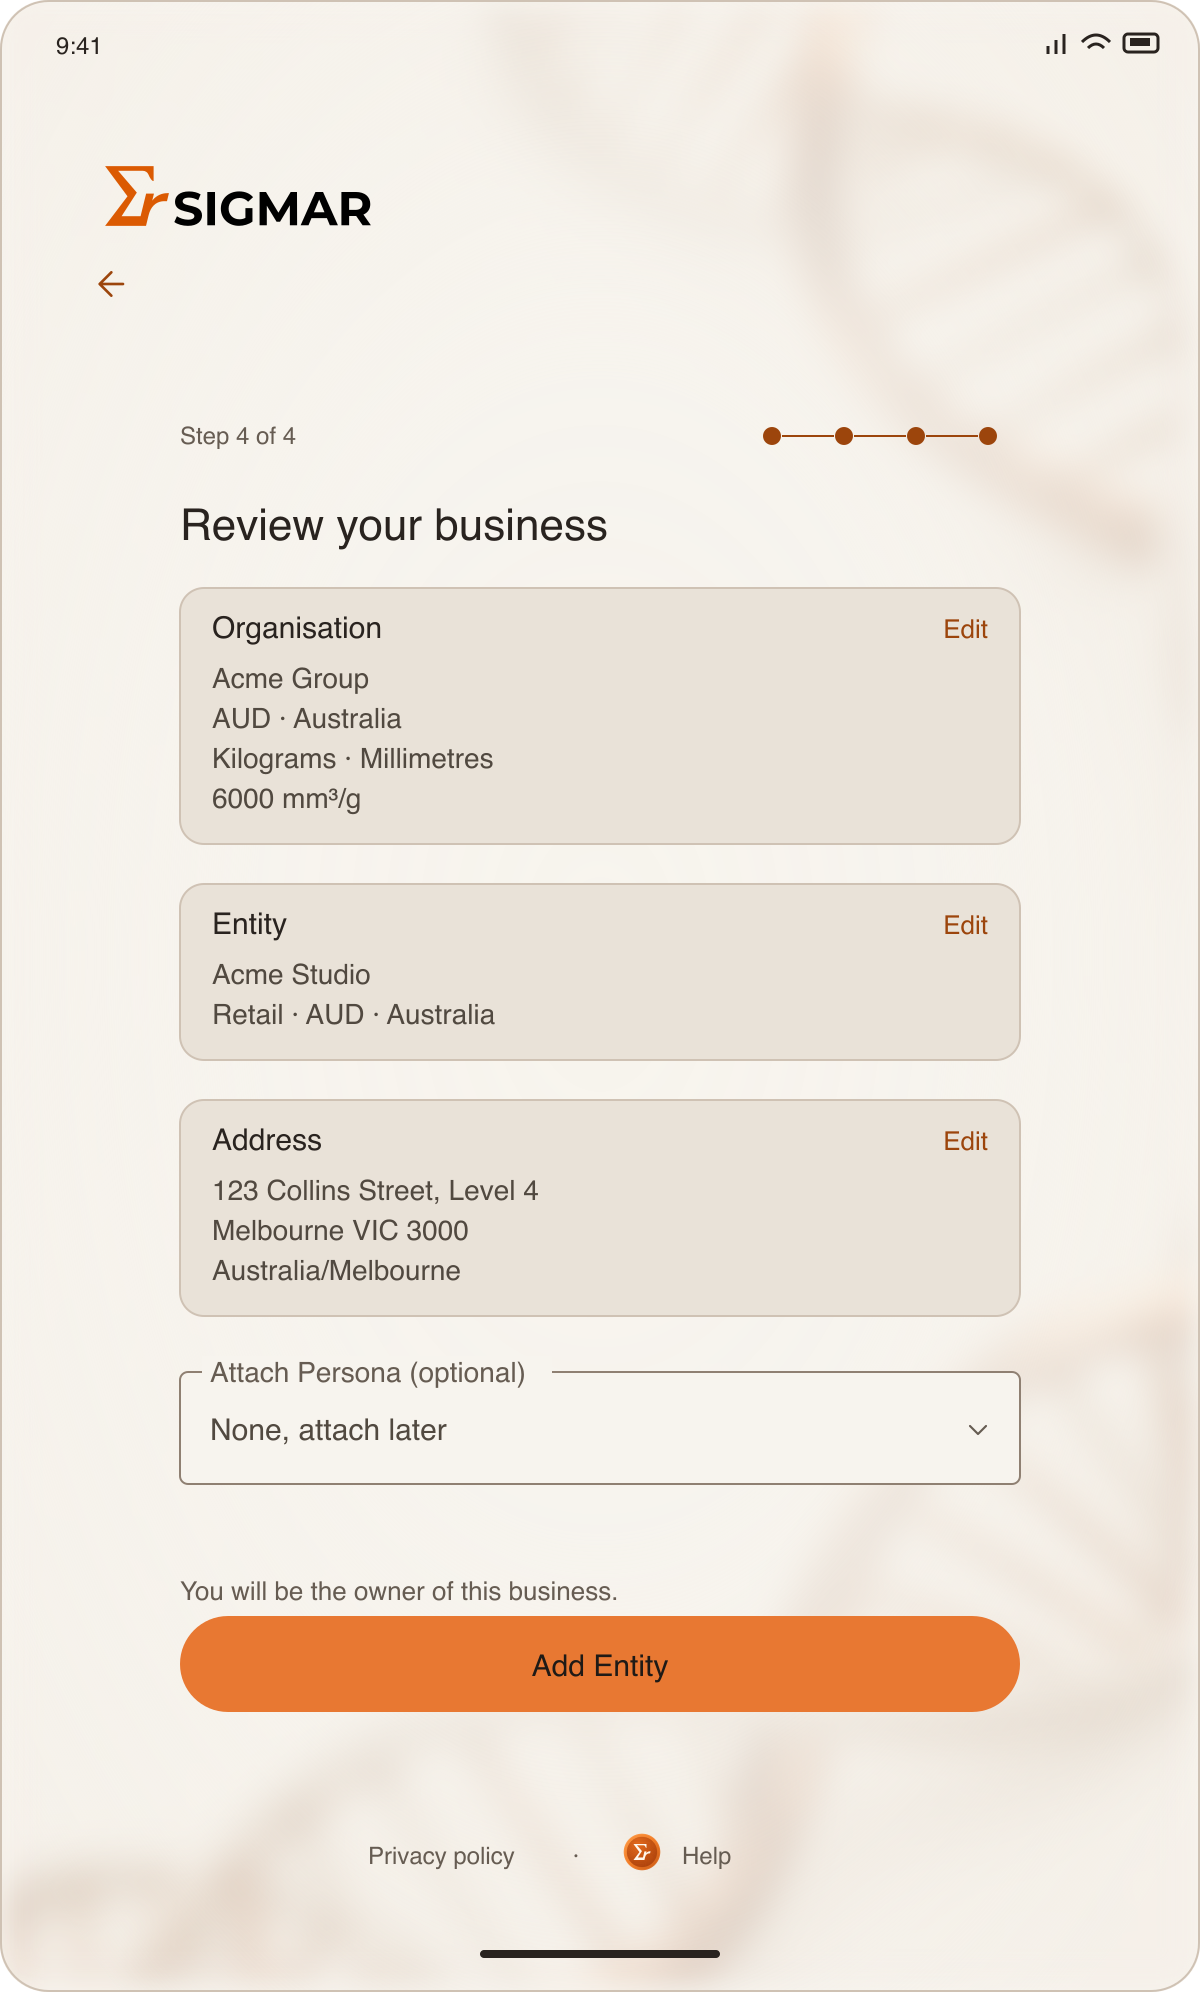 9:41
Σr SIGMAR
Step 4 of 4
Review your business
Organisation
Edit
Acme Group
AUD · Australia
Kilograms · Millimetres
6000 mm³/g
Entity
Edit
Acme Studio
Retail · AUD · Australia
Address
Edit
123 Collins Street, Level 4
Melbourne VIC 3000
Australia/Melbourne
Attach Persona (optional)
None, attach later
You will be the owner of this business.
Add Entity
Privacy policy · Σr Help